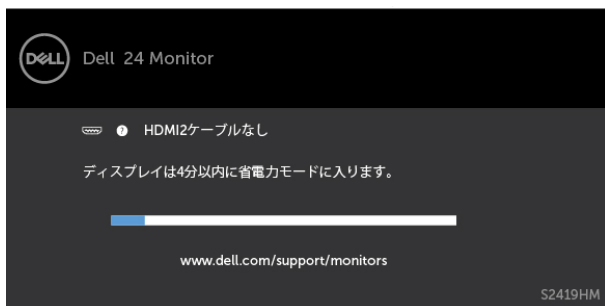 DELL
Dell 24 Monitor
? HDMI2ケーブルなし
ディスプレイは4分以内に省電力モードに入ります。
www.dell.com/support/monitors
S2419HM